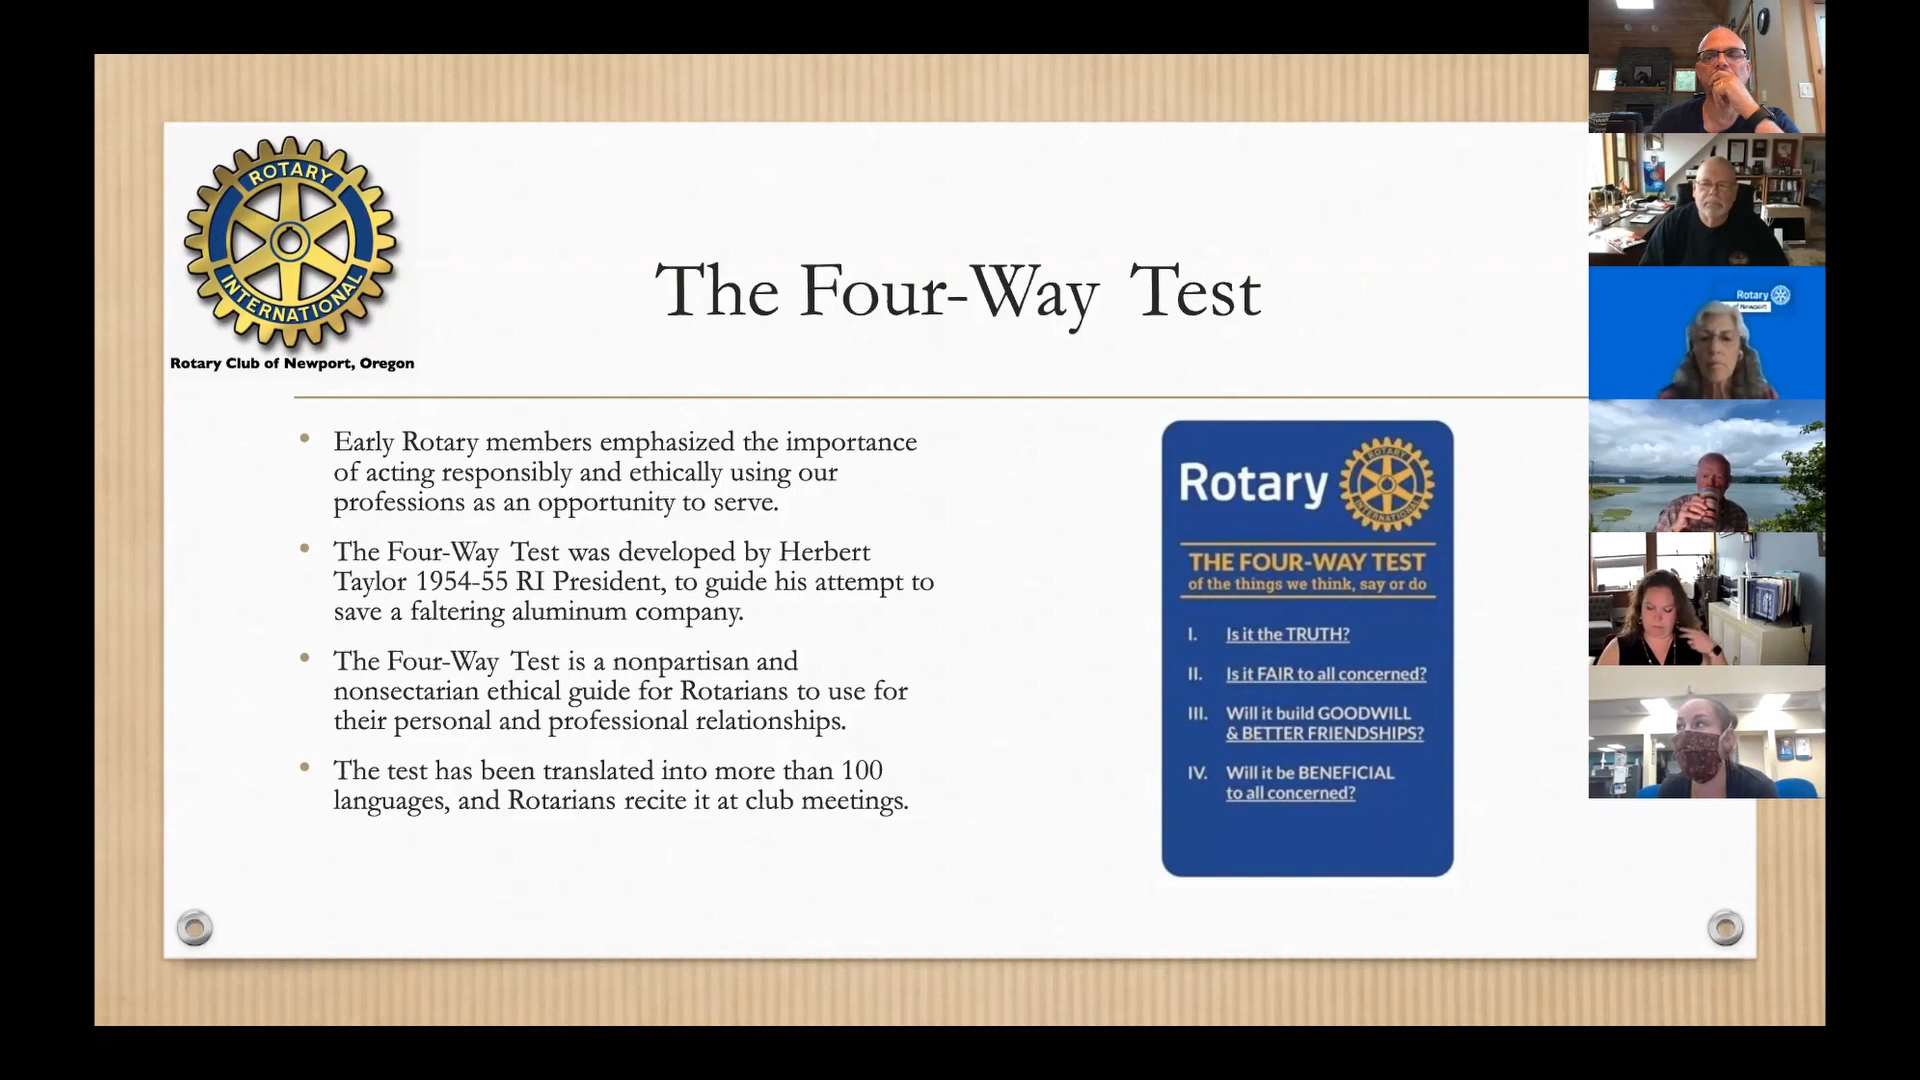 ROTARY
INTERNATIONAL
Rotary Club of Newport, Oregon
The Four-Way Test
• Early Rotary members emphasized the importance
of acting responsibly and ethically using our
professions as an opportunity to serve.
• The Four-Way Test was developed by Herbert
Taylor 1954-55 RI President, to guide his attempt to
save a faltering aluminum company.
• The Four-Way Test is a nonpartisan and
nonsectarian ethical guide for Rotarians to use for
their personal and professional relationships.
• The test has been translated into more than 100
languages, and Rotarians recite it at club meetings.
Rotary
ROTARY
INTERNATIONAL
THE FOUR-WAY TEST
of the things we think, say or do
I. Is it the TRUTH?
II. Is it FAIR to all concerned?
III. Will it build GOODWILL
& BETTER FRIENDSHIPS?
IV. Will it be BENEFICIAL
to all concerned?
Rotary
of Newport